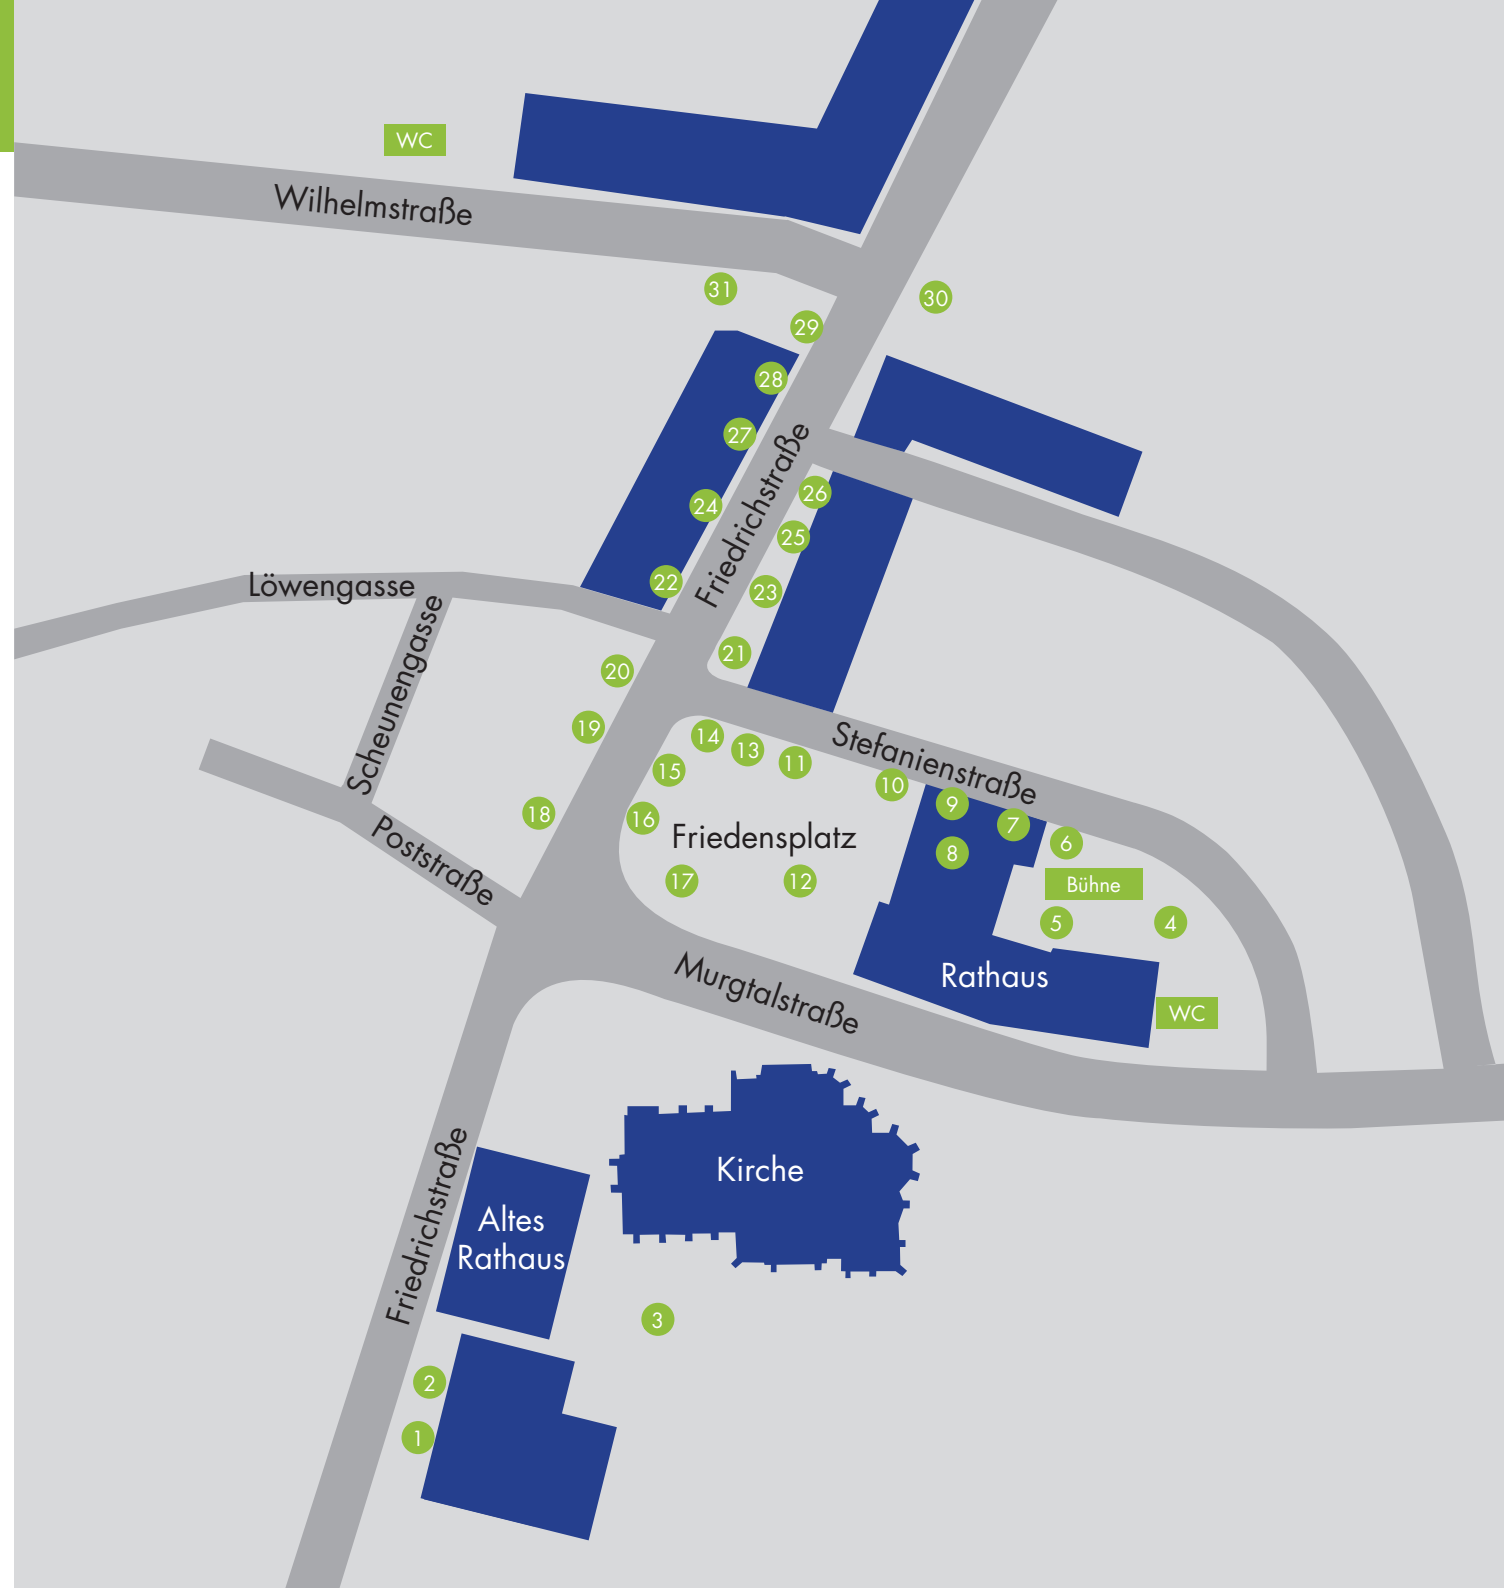 WC
Wilhelmstraße
31
30
29
28
27
Friedrichstraße
26
24
25
22
23
Löwengasse
Scheunengasse
21
20
19
14
13
11
Stefanienstraße
15
10
9
18
16
7
Friedensplatz
Poststraße
8
6
17
12
Bühne
5
4
Rathaus
Murgtalstraße
WC
Friedrichstraße
Kirche
Altes
Rathaus
3
2
1